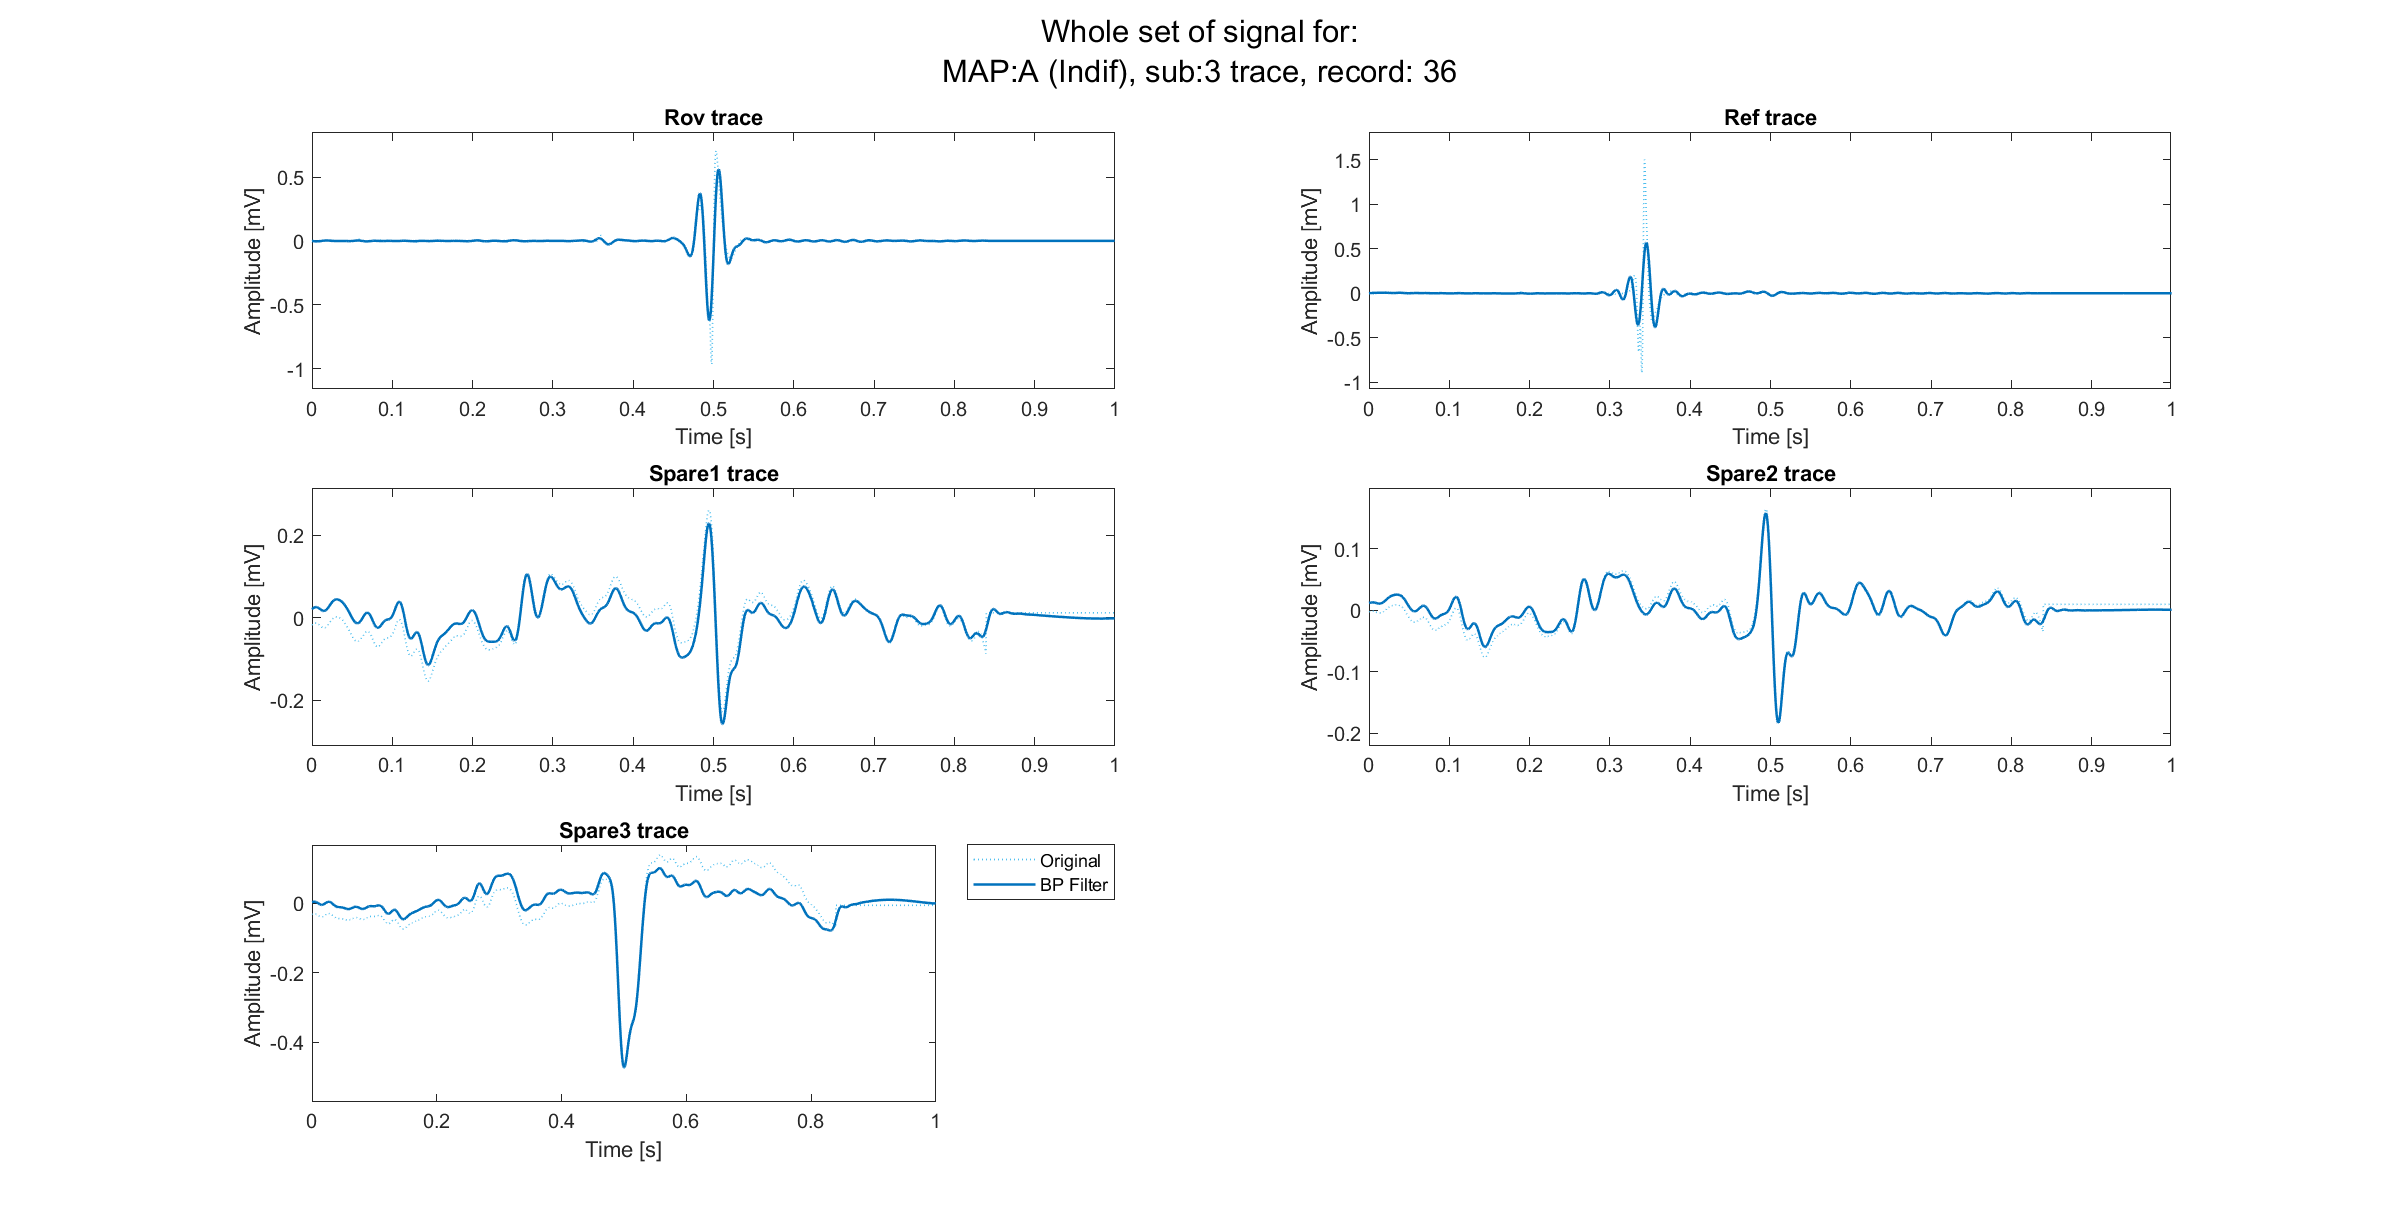 Whole set of signal for:
MAP:A (Indif), sub:3 trace, record: 36
Rov trace
Amplitude [mV]
0.5
0
-0.5
-1
0 0.1 0.2 0.3 0.4 0.5 0.6 0.7 0.8 0.9 1
Time [s]
Ref trace
Amplitude [mV]
1.5
1
0.5
0
-0.5
-1
0 0.1 0.2 0.3 0.4 0.5 0.6 0.7 0.8 0.9 1
Time [s]
Spare1 trace
Amplitude [mV]
0.2
0
-0.2
0 0.1 0.2 0.3 0.4 0.5 0.6 0.7 0.8 0.9 1
Time [s]
Spare2 trace
Amplitude [mV]
0.1
0
-0.1
-0.2
0 0.1 0.2 0.3 0.4 0.5 0.6 0.7 0.8 0.9 1
Time [s]
Spare3 trace
Amplitude [mV]
0
-0.2
-0.4
0 0.2 0.4 0.6 0.8 1
Time [s]
Original
BP Filter